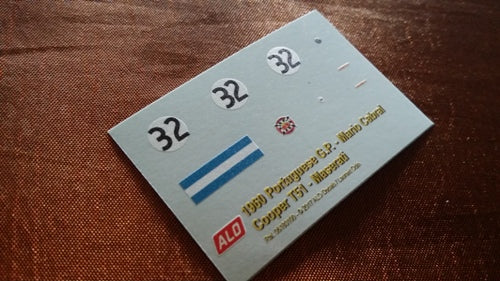 32
32
32
1960 Portuguese G.P. - Mario Cabral
Cooper T51 - Maserati
ALO